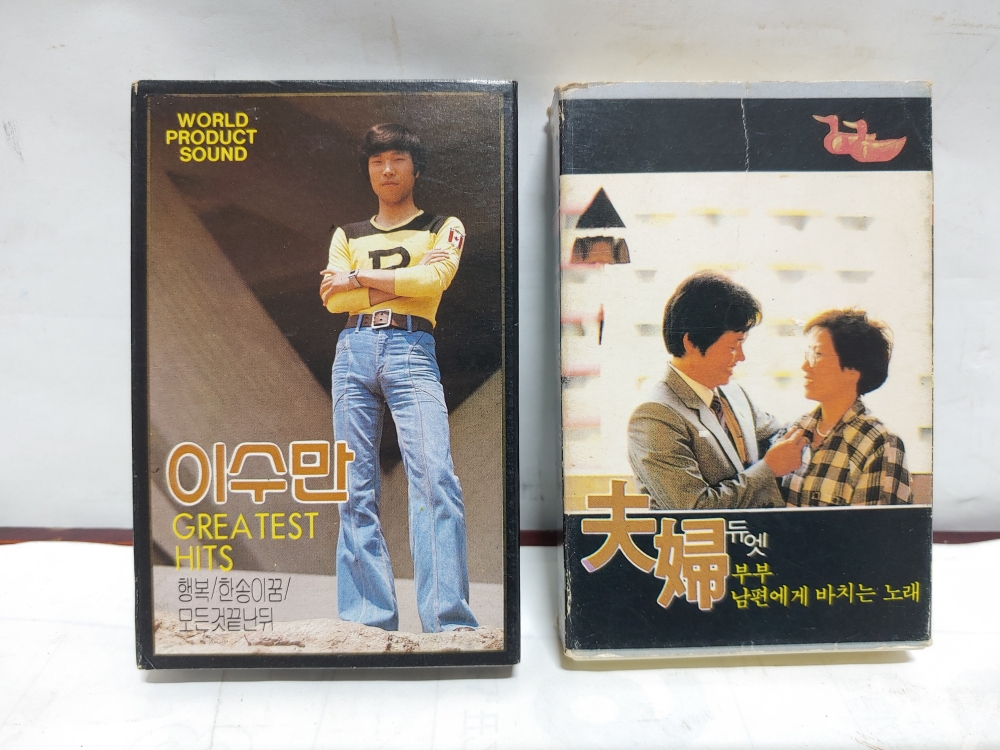 WORLD
PRODUCT
SOUND
이수만
GREATEST
HITS
행복/한송이꿈/
모든것끝난뒤
夫婦 듀엣
부부
남편에게 바치는 노래